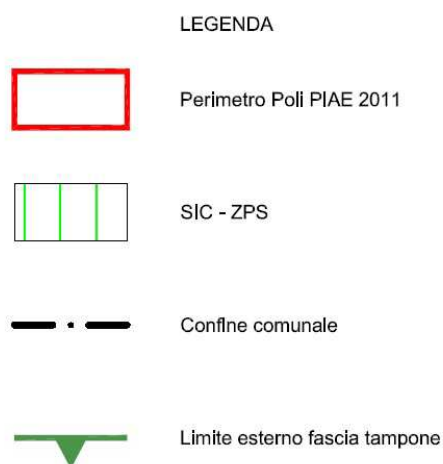 LEGENDA
Perimetro Poli PIAE 2011
SIC - ZPS
Confine comunale
Limite esterno fascia tampone